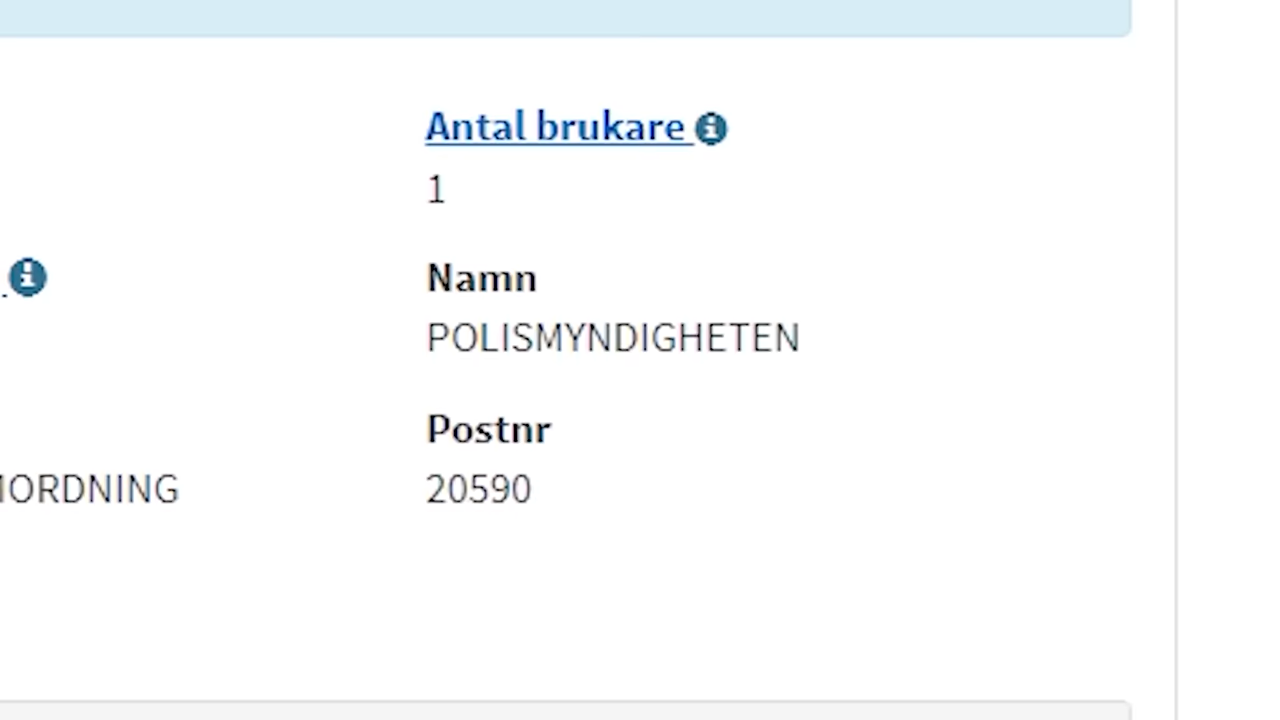 Antal brukare
1
Namn
POLISMYNDIGHETEN
Postnr
20590